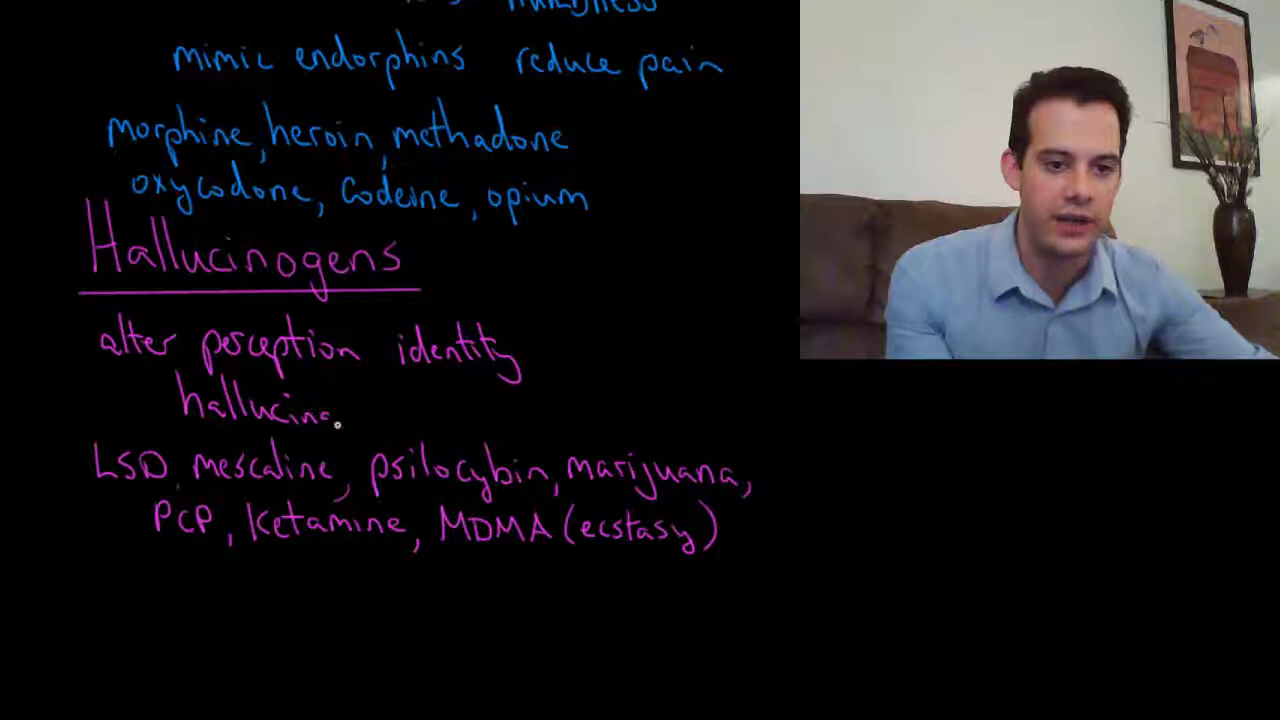 mimic endorphins reduce pain
morphine, heroin, methadone
oxycodone, codeine, opium
Hallucinogens
alter perception identity
hallucina
LSD, mescaline, psilocybin, marijuana,
PCP, Ketamine, MDMA (ecstasy)